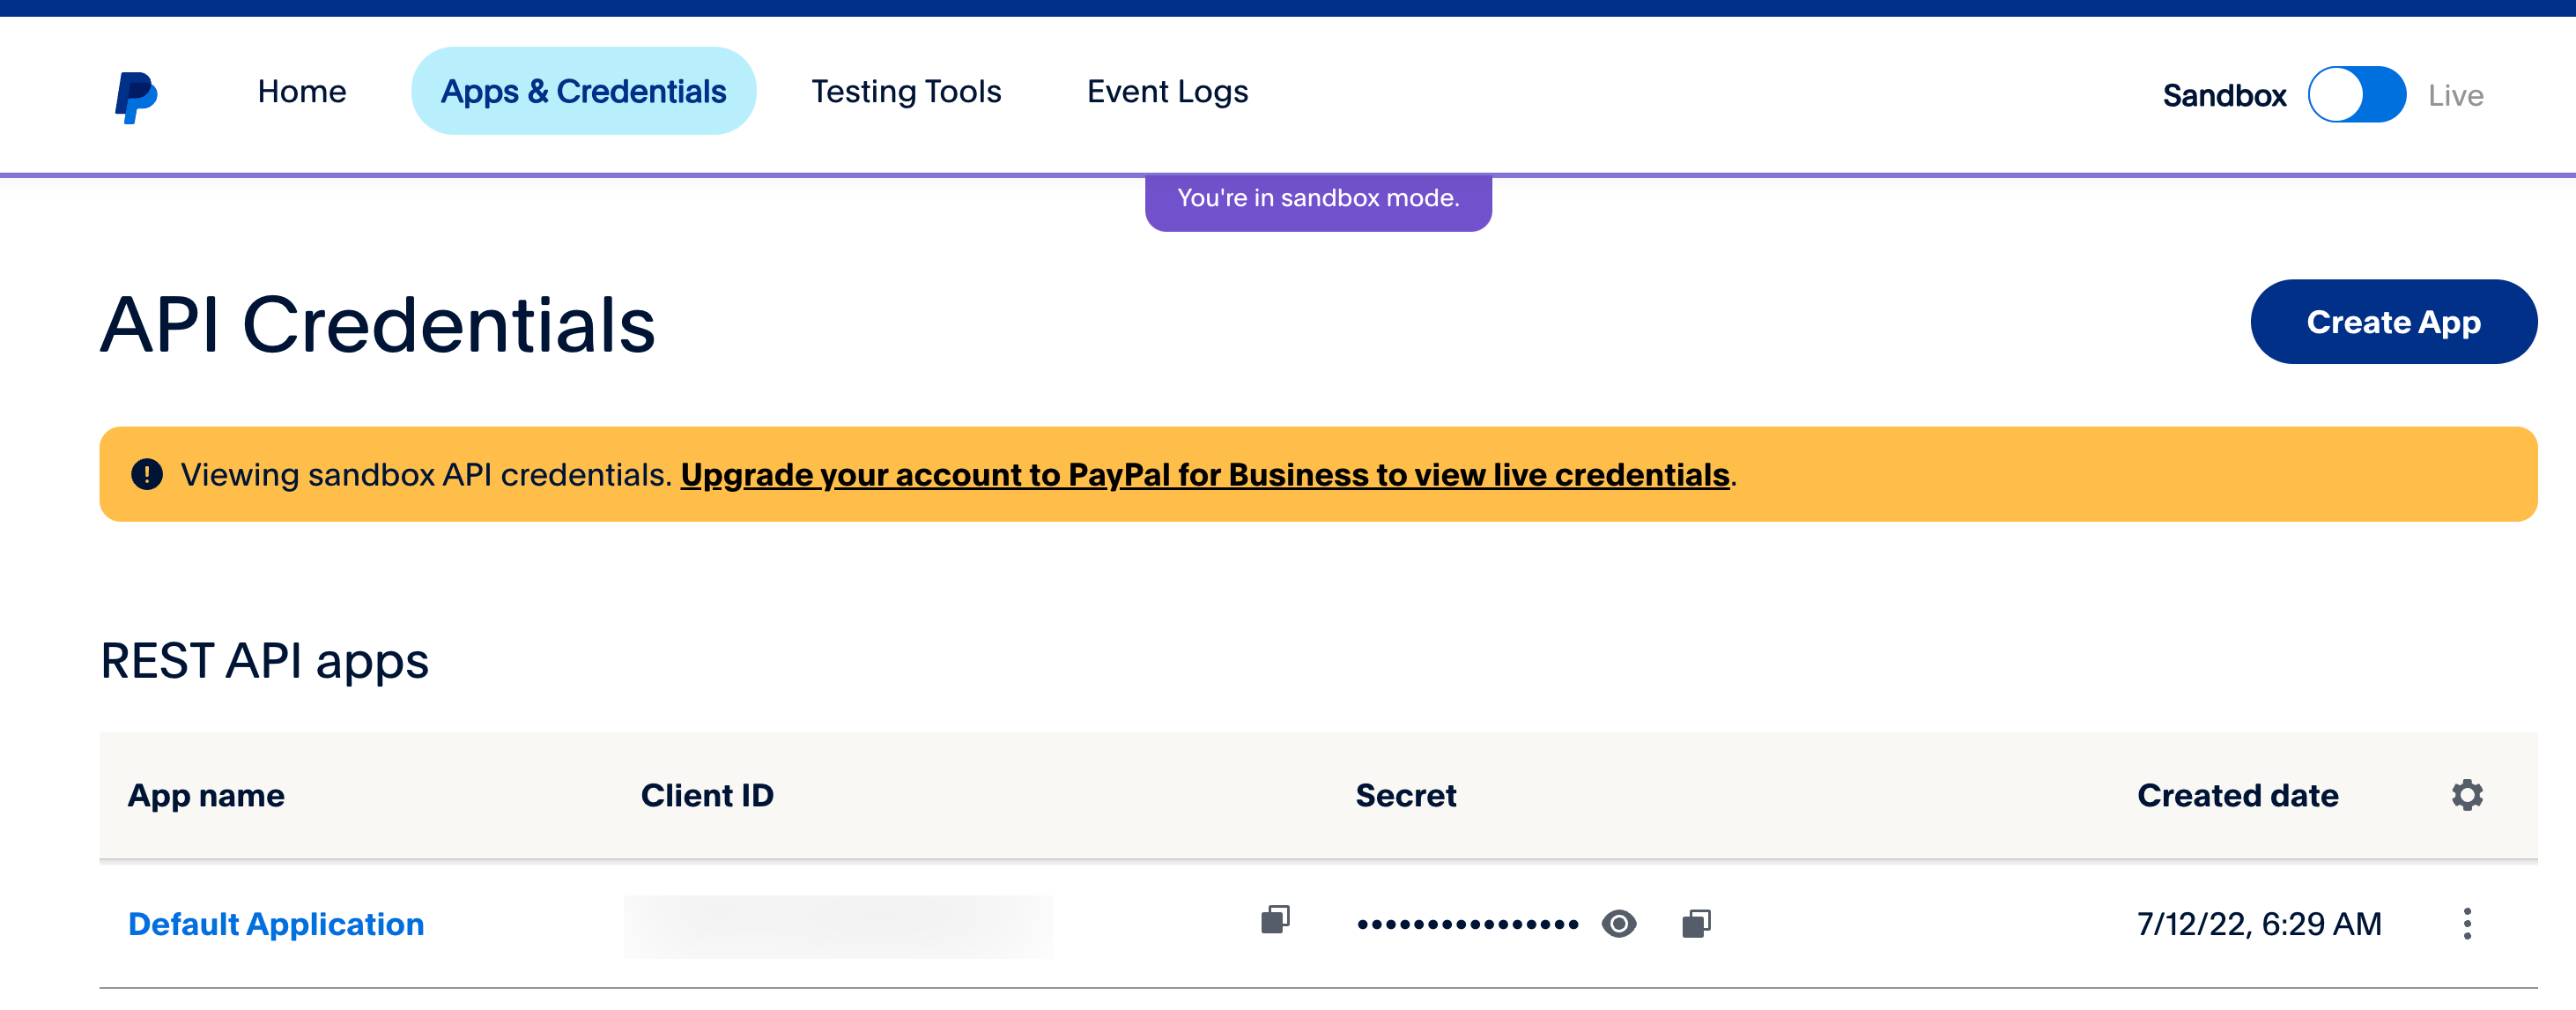 Home Apps & Credentials Testing Tools Event Logs Sandbox Live
You're in sandbox mode.
API Credentials Create App
Viewing sandbox API credentials. Upgrade your account to PayPal for Business to view live credentials.
REST API apps
App name Client ID Secret Created date
Default Application •••••••••••••••• 7/12/22, 6:29 AM